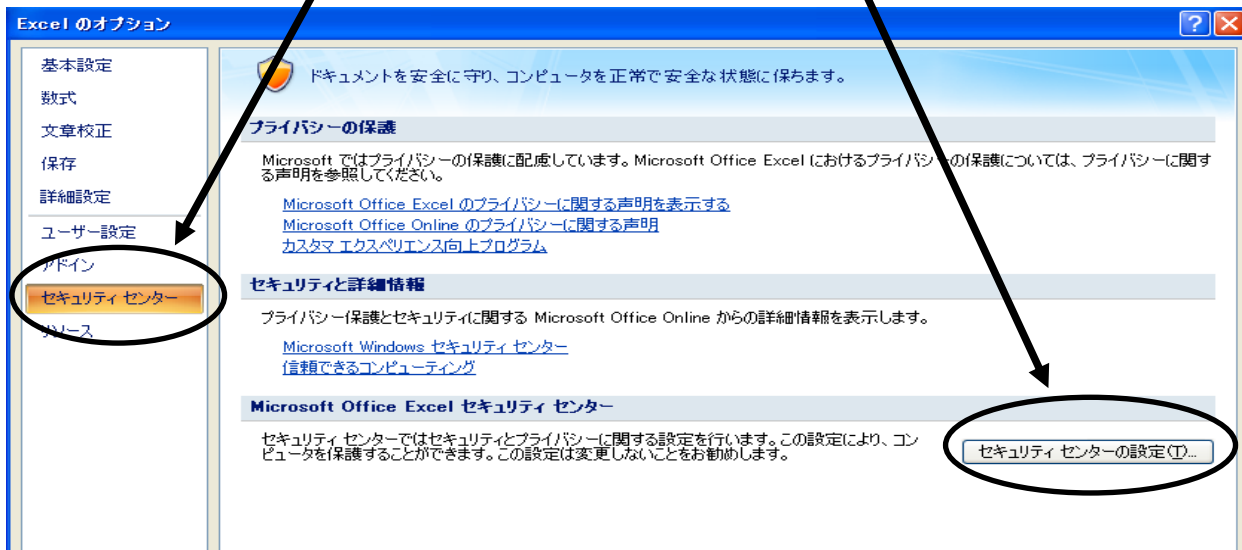 Excel のオプション
基本設定
数式
文章校正
保存
詳細設定
ユーザー設定
アドイン
セキュリティ センター
リソース
ドキュメントを安全に守り、コンピュータを正常で安全な状態に保ちます。
プライバシーの保護
Microsoft ではプライバシーの保護に配慮しています。Microsoft Office Excel におけるプライバシーの保護については、プライバシーに関す
る声明を参照してください。
Microsoft Office Excel のプライバシーに関する声明を表示する
Microsoft Office Online のプライバシーに関する声明
カスタマ エクスペリエンス向上プログラム
セキュリティと詳細情報
プライバシー保護とセキュリティに関する Microsoft Office Online からの詳細情報を表示します。
Microsoft Windows セキュリティ センター
信頼できるコンピューティング
Microsoft Office Excel セキュリティ センター
セキュリティ センターではセキュリティとプライバシーに関する設定を行います。この設定により、コン
ピュータを保護することができます。この設定は変更しないことをお勧めします。
セキュリティ センターの設定(T)...